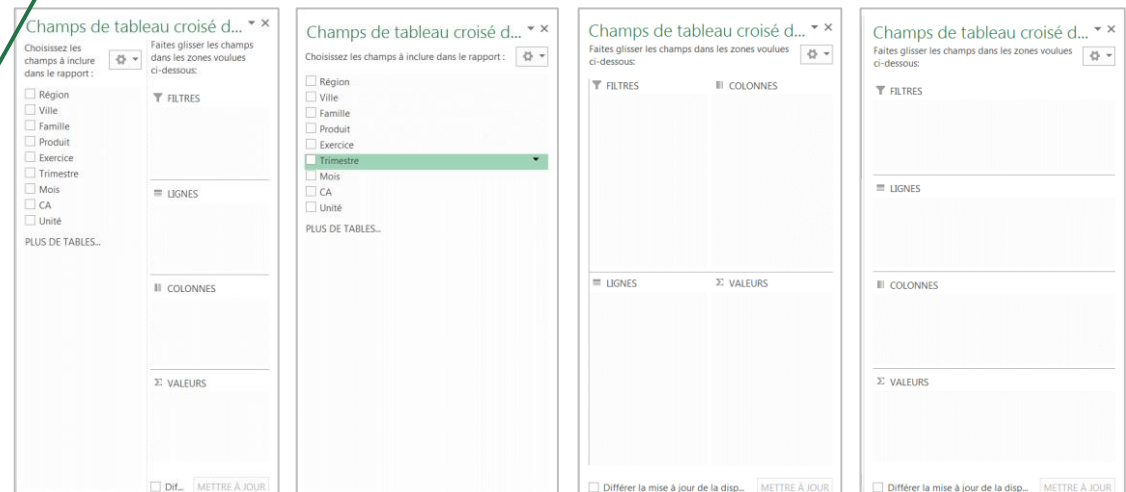 Champs de tableau croisé d...
Choisissez les
champs à inclure
dans le rapport :
Faites glisser les champs
dans les zones voulues
ci-dessous:
Région
Ville
Famille
Produit
Exercice
Trimestre
Mois
CA
Unité
PLUS DE TABLES...
FILTRES
LIGNES
COLONNES
Σ VALEURS
Dif... METTRE À JOUR
Champs de tableau croisé d...
Choisissez les champs à inclure dans le rapport :
Région
Ville
Famille
Produit
Exercice
Trimestre
Mois
CA
Unité
PLUS DE TABLES...
Champs de tableau croisé d...
Faites glisser les champs dans les zones voulues
ci-dessous:
FILTRES COLONNES
LIGNES Σ VALEURS
Différer la mise à jour de la disp... METTRE À JOUR
Champs de tableau croisé d...
Faites glisser les champs dans les zones voulues
ci-dessous:
FILTRES
LIGNES
COLONNES
Σ VALEURS
Différer la mise à jour de la disp... METTRE À JOUR